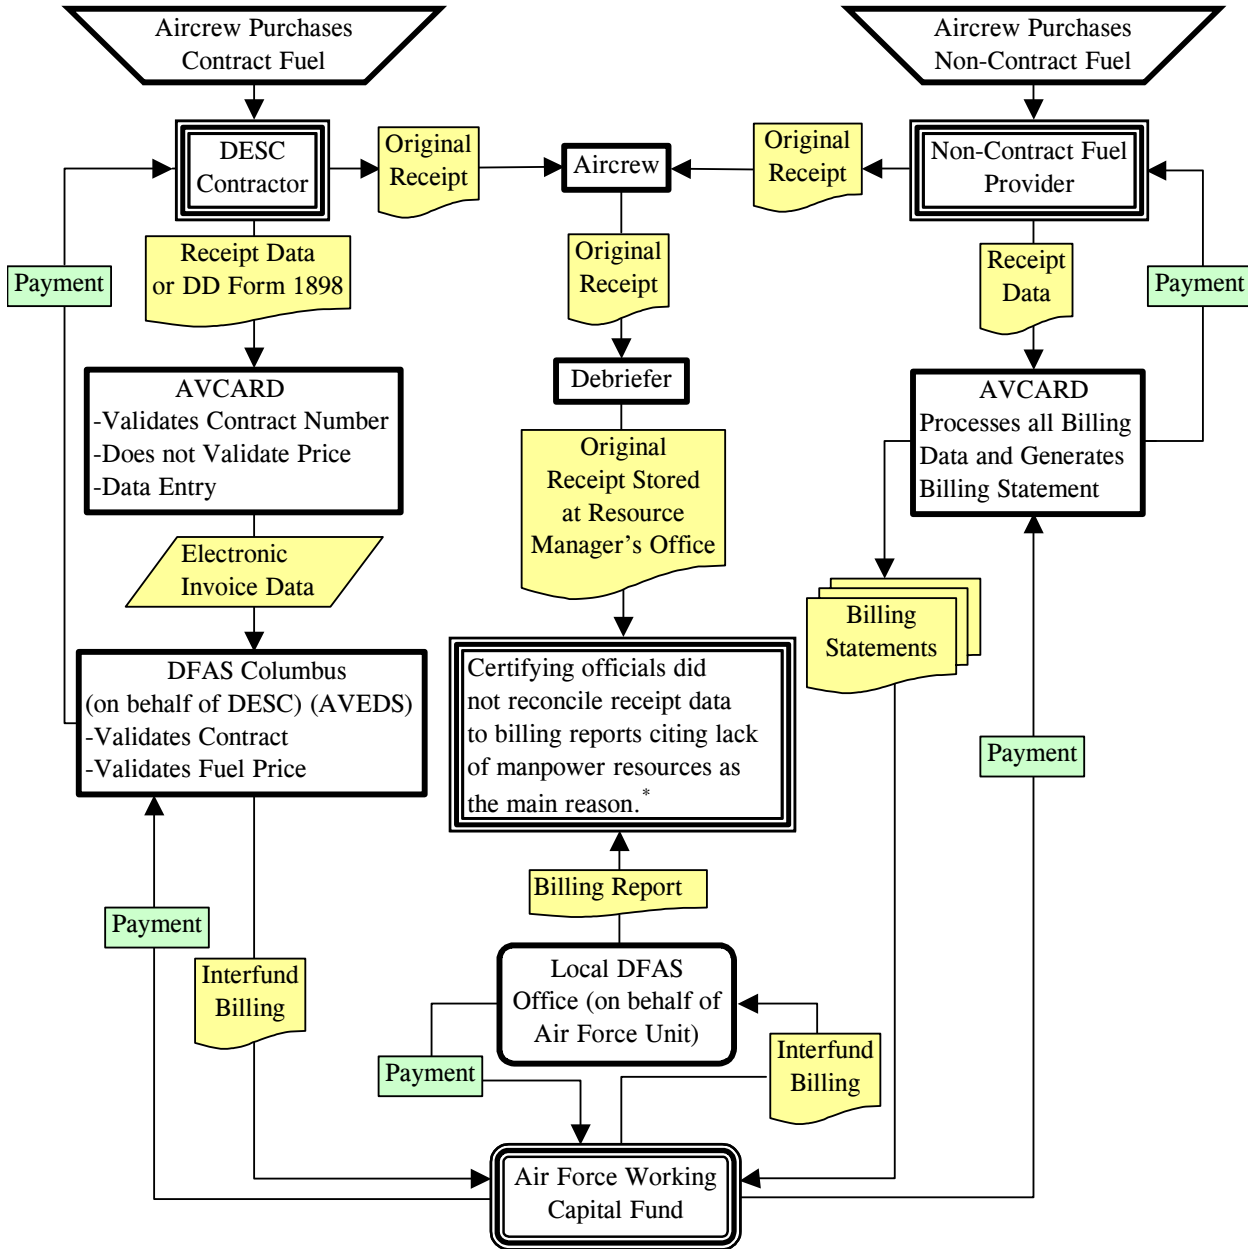 Aircrew Purchases
Contract Fuel
Aircrew Purchases
Non-Contract Fuel
DESC
Contractor
Original
Receipt
Aircrew
Original
Receipt
Non-Contract Fuel
Provider
Payment
Receipt Data
or DD Form 1898
Original
Receipt
Receipt
Data
Payment
AVCARD
-Validates Contract Number
-Does not Validate Price
-Data Entry
Debriefer
AVCARD
Processes all Billing
Data and Generates
Billing Statement
Original
Receipt Stored
at Resource
Manager's Office
Electronic
Invoice Data
Billing
Statements
DFAS Columbus
(on behalf of DESC) (AVEDS)
-Validates Contract
-Validates Fuel Price
Certifying officials did
not reconcile receipt data
to billing reports citing lack
of manpower resources as
the main reason.*
Payment
Billing Report
Payment
Interfund
Billing
Local DFAS
Office (on behalf of
Air Force Unit)
Payment
Interfund
Billing
Air Force Working
Capital Fund